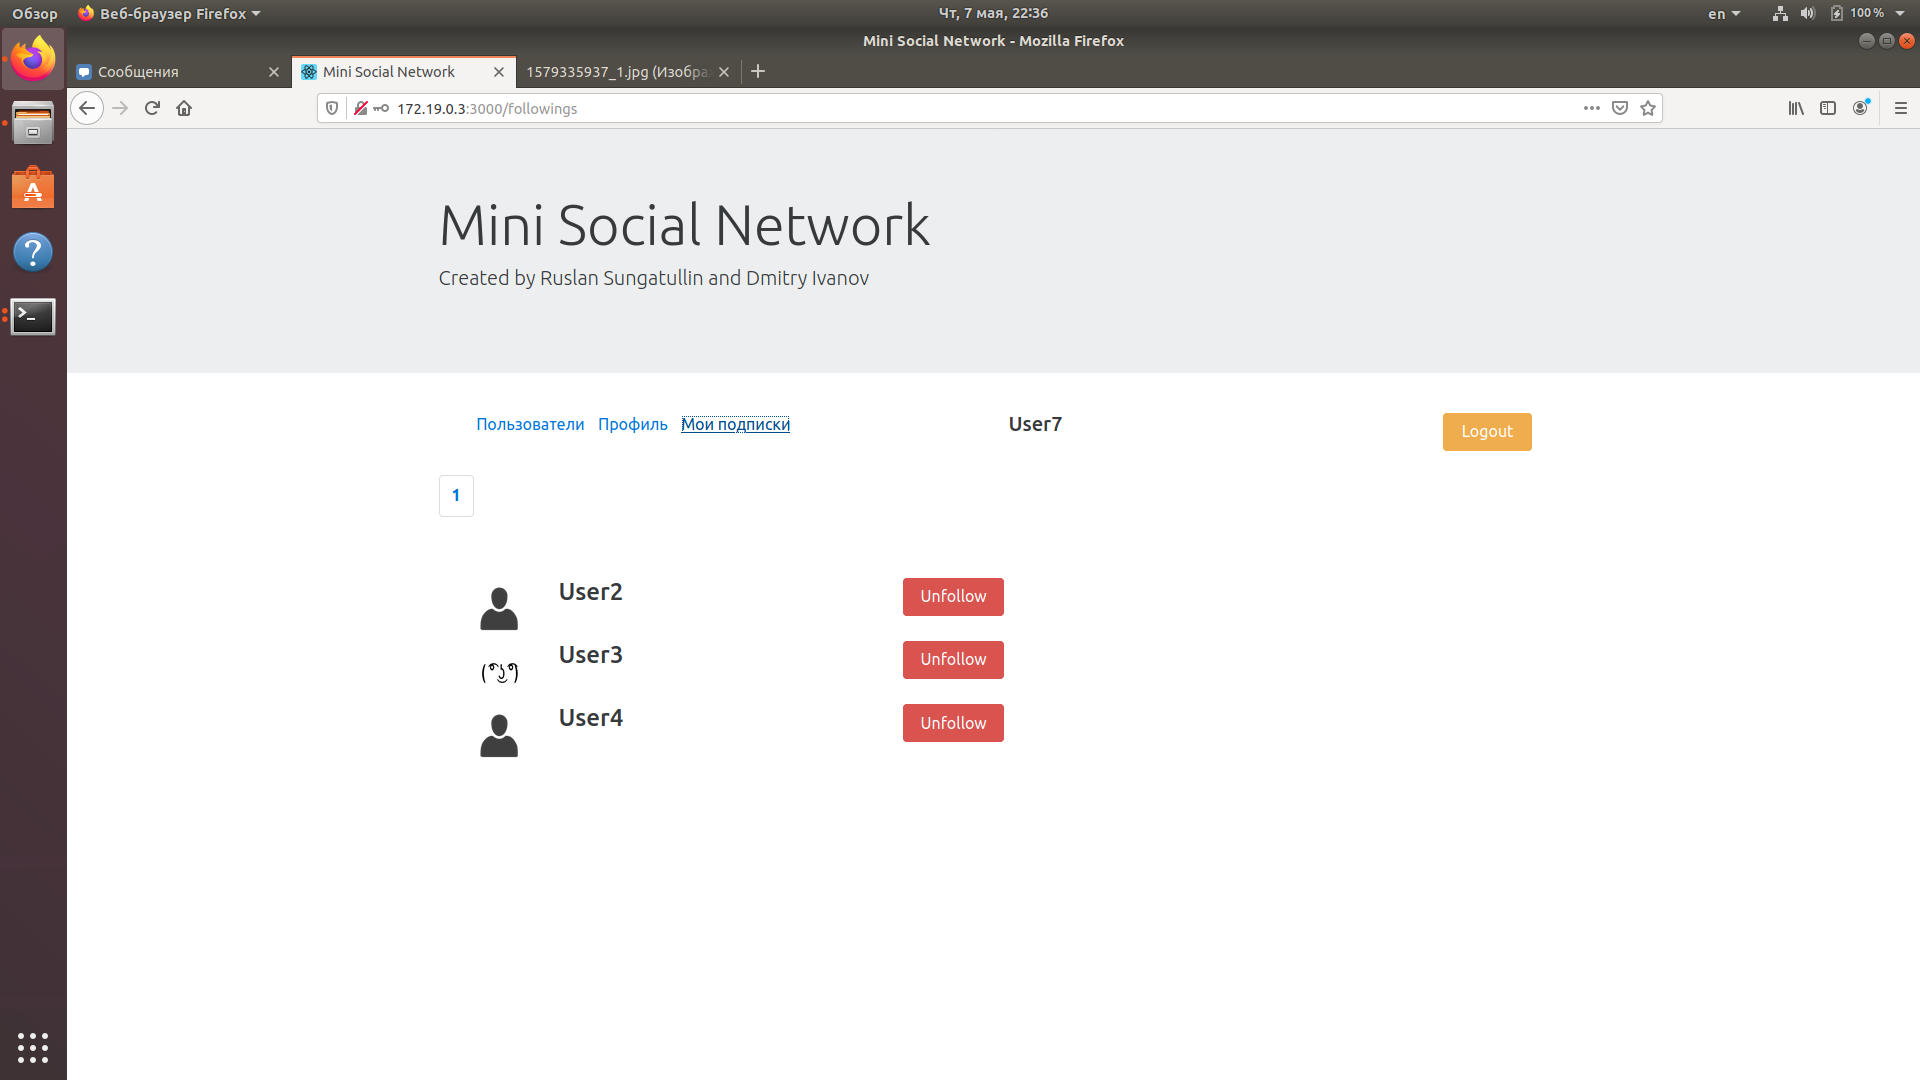 Обзор Веб-браузер Firefox Чт, 7 мая, 22:36 en 100 %
Mini Social Network - Mozilla Firefox
Сообщения Mini Social Network 1579335937_1.jpg (Изобра
172.19.0.3:3000/followings
Mini Social Network
Created by Ruslan Sungatullin and Dmitry Ivanov
Пользователи Профиль Мои подписки User7 Logout
1
User2 Unfollow
User3 Unfollow
( ͡° ͜ʖ ͡°)
User4 Unfollow